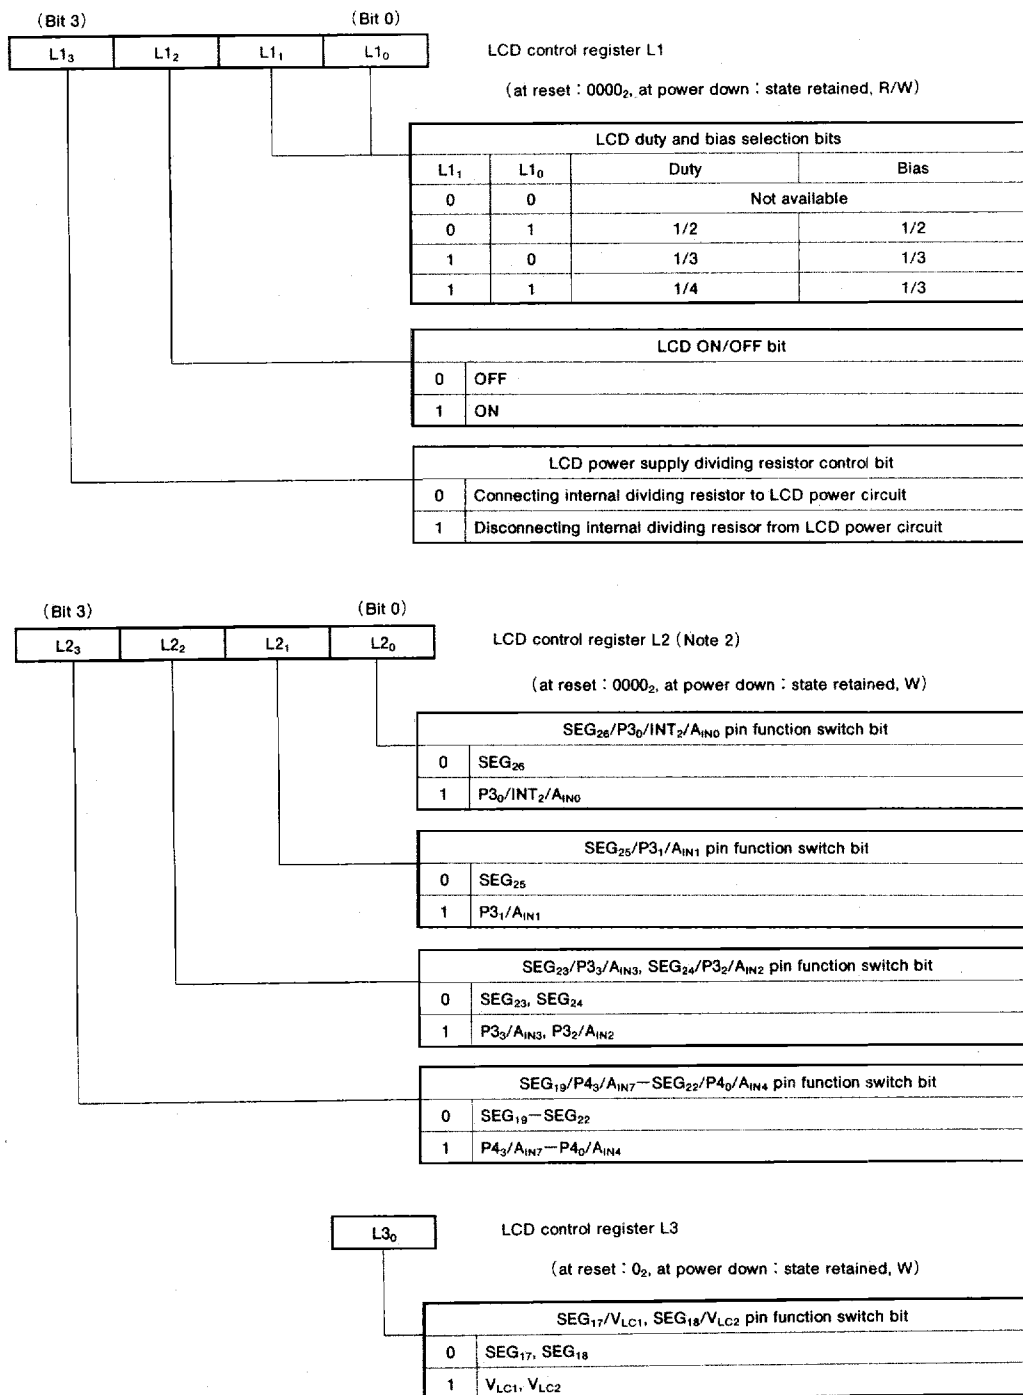 (Bit 3) (Bit 0)
L1₃ L1₂ L1₁ L1₀ LCD control register L1
(at reset : 0000₂, at power down : state retained, R/W)
LCD duty and bias selection bits
L1₁ L1₀ Duty Bias
0 0 Not available
0 1 1/2 1/2
1 0 1/3 1/3
1 1 1/4 1/3
LCD ON/OFF bit
0 OFF
1 ON
LCD power supply dividing resistor control bit
0 Connecting internal dividing resistor to LCD power circuit
1 Disconnecting internal dividing resisor from LCD power circuit
(Bit 3) (Bit 0)
L2₃ L2₂ L2₁ L2₀ LCD control register L2 (Note 2)
(at reset : 0000₂, at power down : state retained, W)
SEG₂₆/P3₀/INT₂/A_IN0 pin function switch bit
0 SEG₂₆
1 P3₀/INT₂/A_IN0
SEG₂₅/P3₁/A_IN1 pin function switch bit
0 SEG₂₅
1 P3₁/A_IN1
SEG₂₃/P3₃/A_IN3, SEG₂₄/P3₂/A_IN2 pin function switch bit
0 SEG₂₃, SEG₂₄
1 P3₃/A_IN3, P3₂/A_IN2
SEG₁₉/P4₃/A_IN7－SEG₂₂/P4₀/A_IN4 pin function switch bit
0 SEG₁₉－SEG₂₂
1 P4₃/A_IN7－P4₀/A_IN4
L3₀ LCD control register L3
(at reset : 0₂, at power down : state retained, W)
SEG₁₇/V_LC1, SEG₁₈/V_LC2 pin function switch bit
0 SEG₁₇, SEG₁₈
1 V_LC1, V_LC2